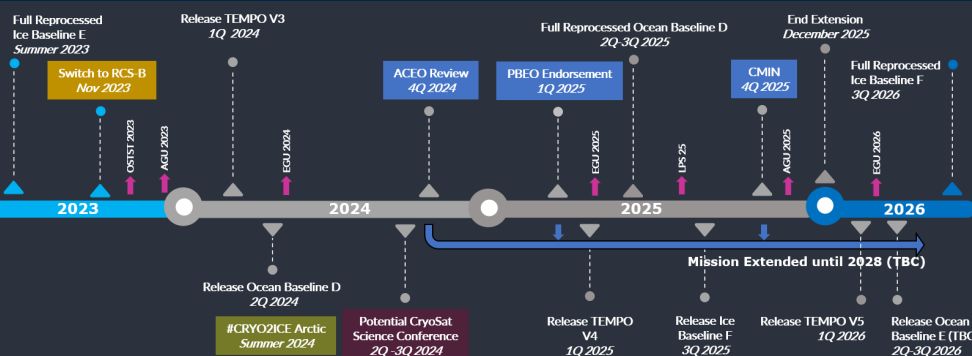 Full Reprocessed
Ice Baseline E
Summer 2023
Switch to RCS-B
Nov 2023
OSTST 2023
AGU 2023
Release TEMPO V3
1Q 2024
EGU 2024
ACEO Review
4Q 2024
PBEO Endorsement
1Q 2025
EGU 2025
Full Reprocessed Ocean Baseline D
2Q-3Q 2025
LPS 25
CMIN
4Q 2025
AGU 2025
End Extension
December 2025
EGU 2026
Full Reprocessed
Ice Baseline F
3Q 2026
2023
2024
2025
2026
Mission Extended until 2028 (TBC)
Release Ocean Baseline D
2Q 2024
#CRYO2ICE Arctic
Summer 2024
Potential CryoSat
Science Conference
2Q -3Q 2024
Release TEMPO
V4
1Q 2025
Release Ice
Baseline F
3Q 2025
Release TEMPO V5
1Q 2026
Release Ocean
Baseline E (TBC
2Q-3Q 2026